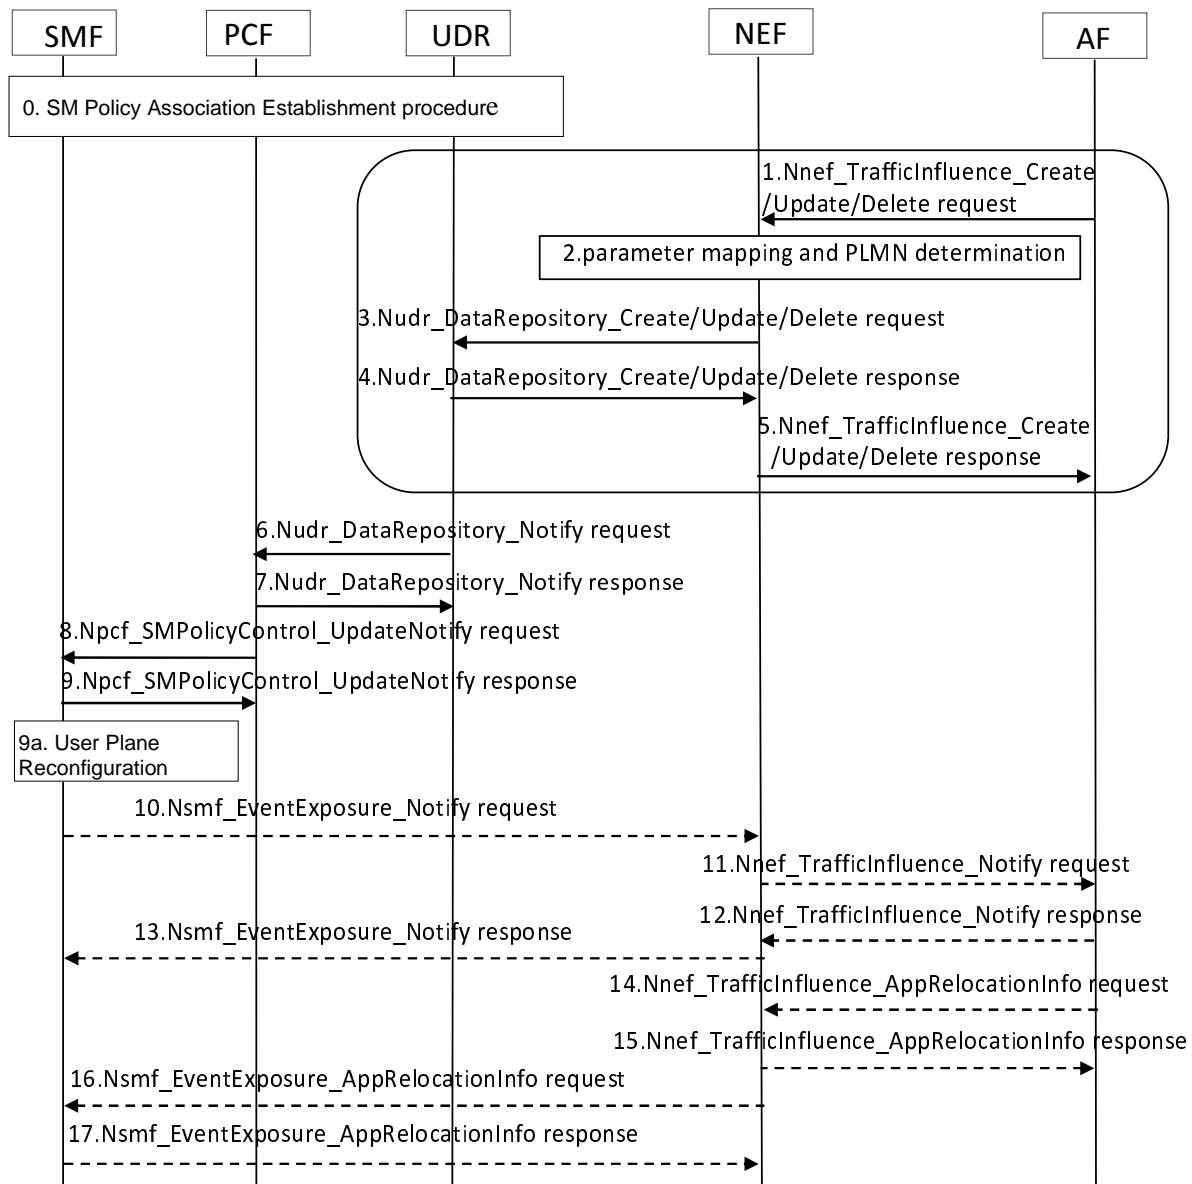 SMF
PCF
UDR
NEF
AF
0. SM Policy Association Establishment procedure
1.Nnef_TrafficInfluence_Create
/Update/Delete request
2.parameter mapping and PLMN determination
3.Nudr_DataRepository_Create/Update/Delete request
4.Nudr_DataRepository_Create/Update/Delete response
5.Nnef_TrafficInfluence_Create
/Update/Delete response
6.Nudr_DataRepository_Notify request
7.Nudr_DataRepository_Notify response
8.Npcf_SMPolicyControl_UpdateNotify request
9.Npcf_SMPolicyControl_UpdateNotify response
9a. User Plane
Reconfiguration
10.Nsmf_EventExposure_Notify request
11.Nnef_TrafficInfluence_Notify request
12.Nnef_TrafficInfluence_Notify response
13.Nsmf_EventExposure_Notify response
14.Nnef_TrafficInfluence_AppRelocationInfo request
15.Nnef_TrafficInfluence_AppRelocationInfo response
16.Nsmf_EventExposure_AppRelocationInfo request
17.Nsmf_EventExposure_AppRelocationInfo response